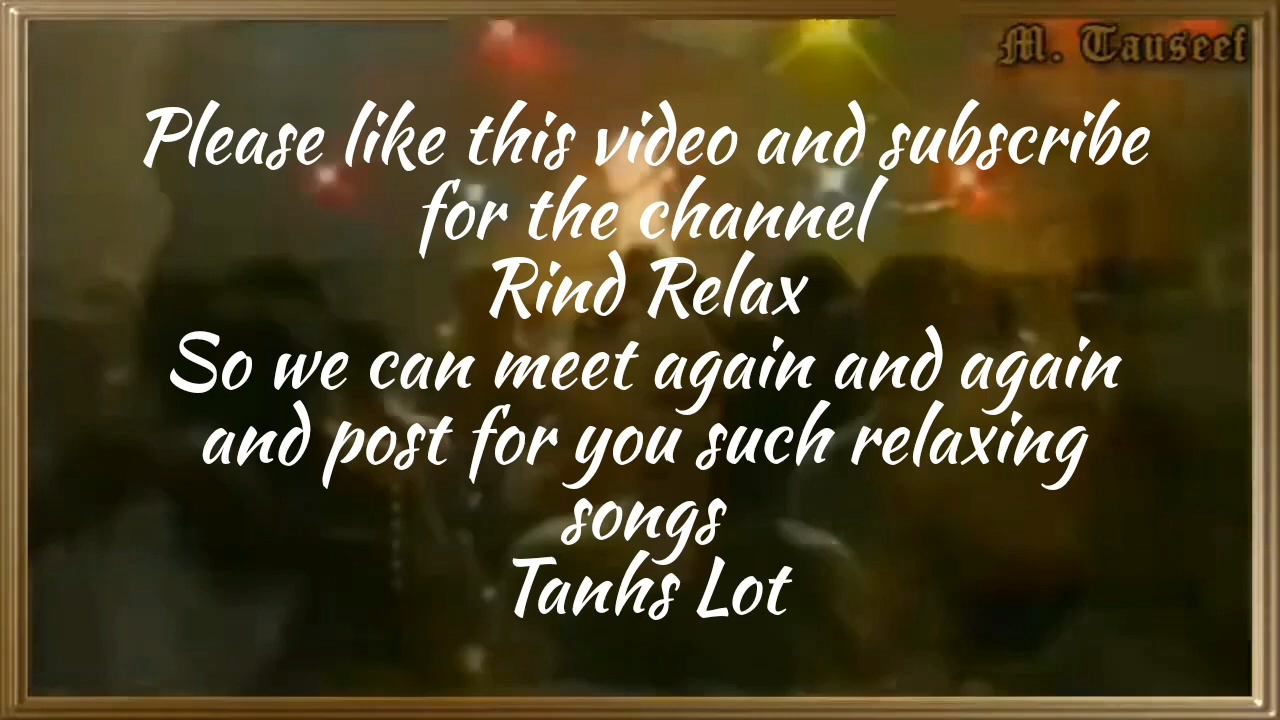 M. Tauseef
Please like this video and subscribe
for the channel
Rind Relax
So we can meet again and again
and post for you such relaxing
songs
Tanhs Lot